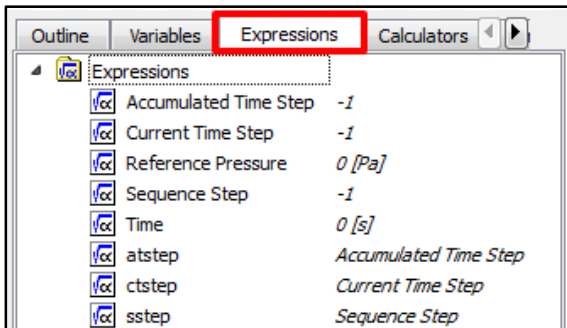 Outline Variables Expressions Calculators
Expressions
Accumulated Time Step -1
Current Time Step -1
Reference Pressure 0 [Pa]
Sequence Step -1
Time 0 [s]
atstep Accumulated Time Step
ctstep Current Time Step
sstep Sequence Step